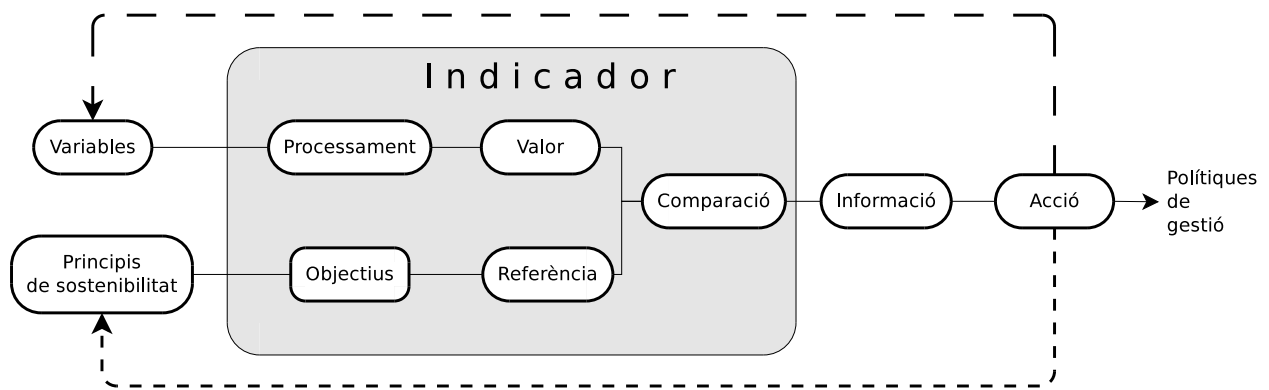 Indicador
Variables
Processament
Valor
Comparació
Informació
Acció
Polítiques
de
gestió
Principis
de sostenibilitat
Objectius
Referència